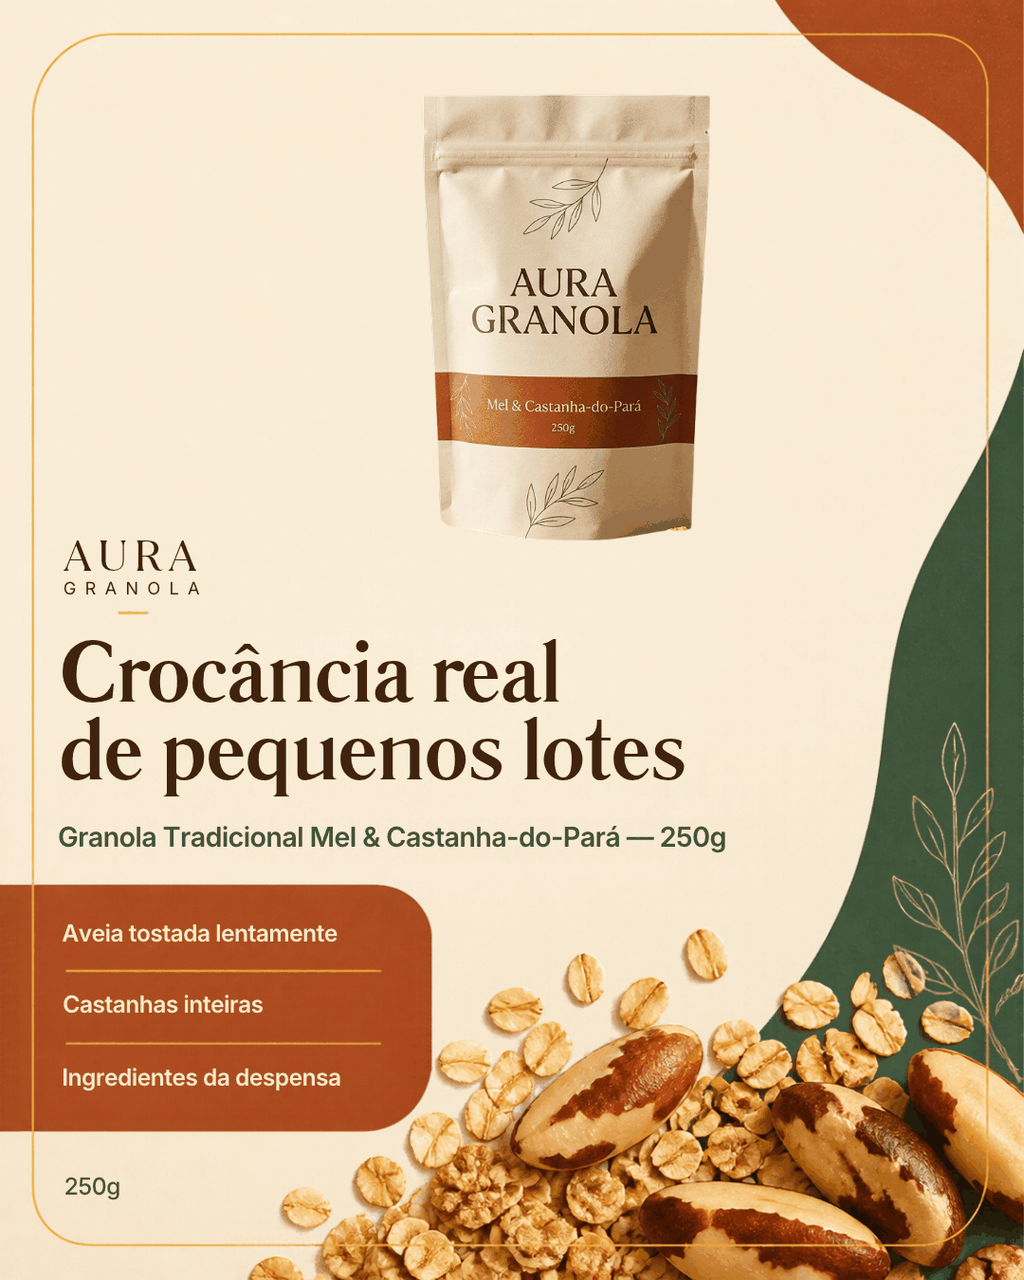 AURA
GRANOLA
Mel & Castanha-do-Pará
250g
AURA
GRANOLA
Crocância real
de pequenos lotes
Granola Tradicional Mel & Castanha-do-Pará — 250g
Aveia tostada lentamente
Castanhas inteiras
Ingredientes da despensa
250g